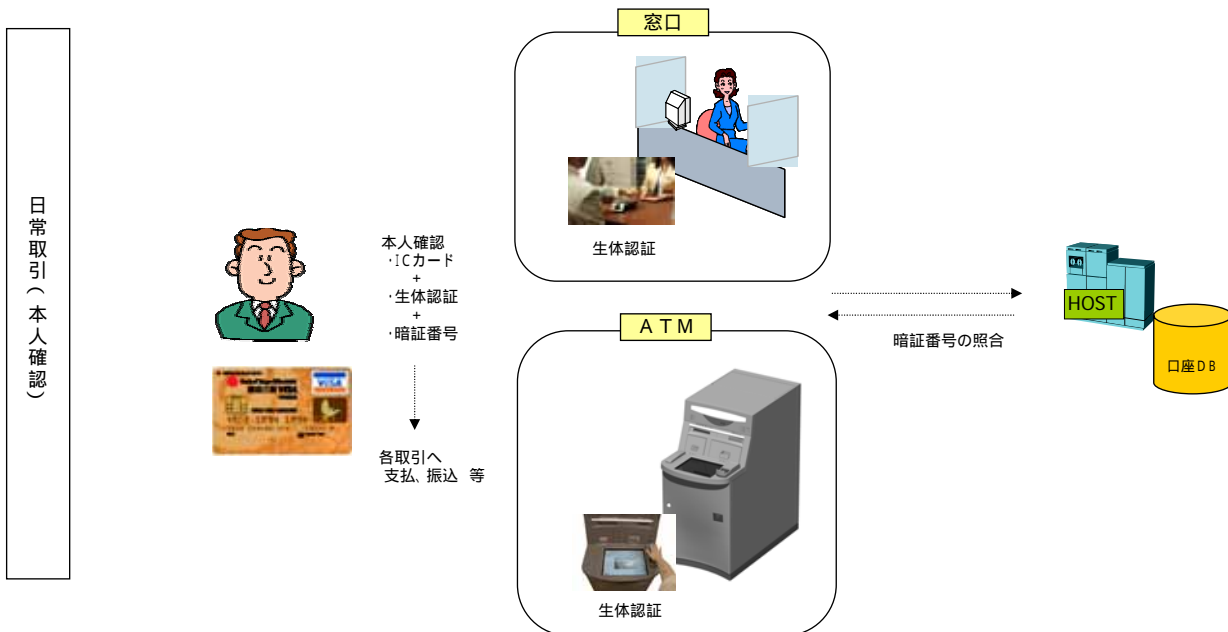 日常取引(本人確認)
窓口
生体認証
本人確認
・ICカード
+
・生体認証
+
・暗証番号
各取引へ
支払、振込 等
ATM
生体認証
暗証番号の照合
HOST
口座DB
VISA